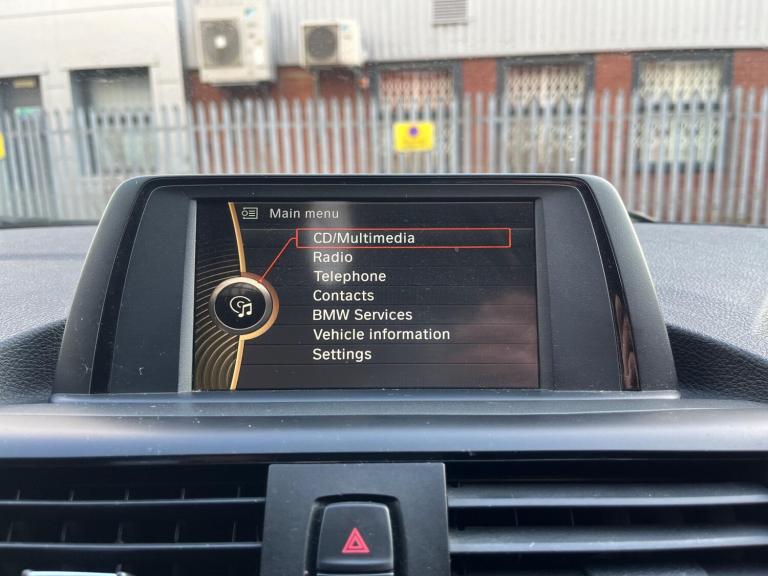 Main menu
CD/Multimedia
Radio
Telephone
Contacts
BMW Services
Vehicle information
Settings